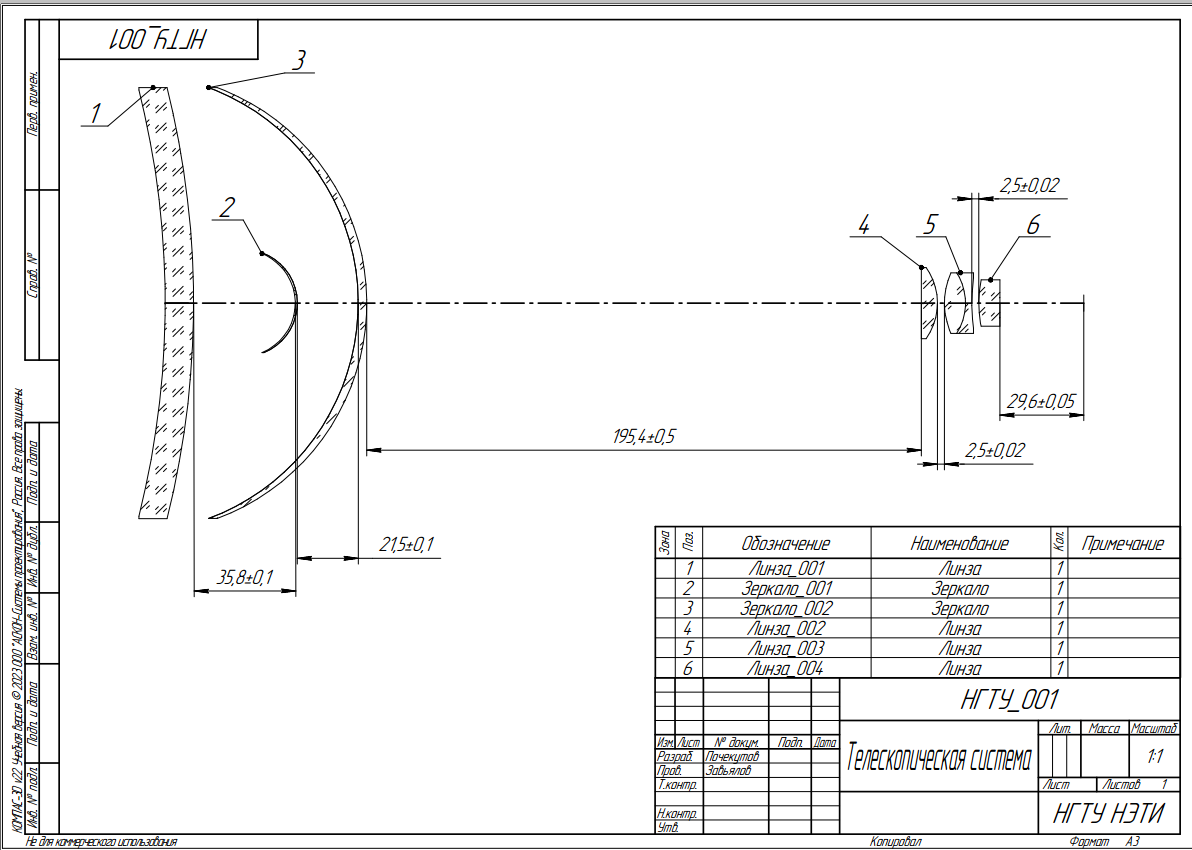 НГТУ_001
1
2
3
4
5
6
2,5±0,02
29,6±0,05
2,5±0,02
195,4±0,5
21,5±0,1
35,8±0,1
Зона Поз. Обозначение Наименование Кол. Примечание
1 Линза_001 Линза 1
2 Зеркало_001 Зеркало 1
3 Зеркало_002 Зеркало 1
4 Линза_002 Линза 1
5 Линза_003 Линза 1
6 Линза_004 Линза 1
НГТУ_001
Изм. Лист № докум. Подп. Дата
Разраб. Почекутов
Пров. Завьялов
Т.контр.
Н.контр.
Утв.
Телескопическая система
Лит. Масса Масштаб
1:1
Лист Листов 1
НГТУ НЭТИ
Перв. примен.
Справ. №
Подп. и дата
Инв. № дубл.
Взам. инв. №
Подп. и дата
Инв. № подл.
КОМПАС-3D v22 Учебная версия © 2023 ООО "АСКОН-Системы проектирования", Россия. Все права защищены.
Не для коммерческого использования
Копировал
Формат А3